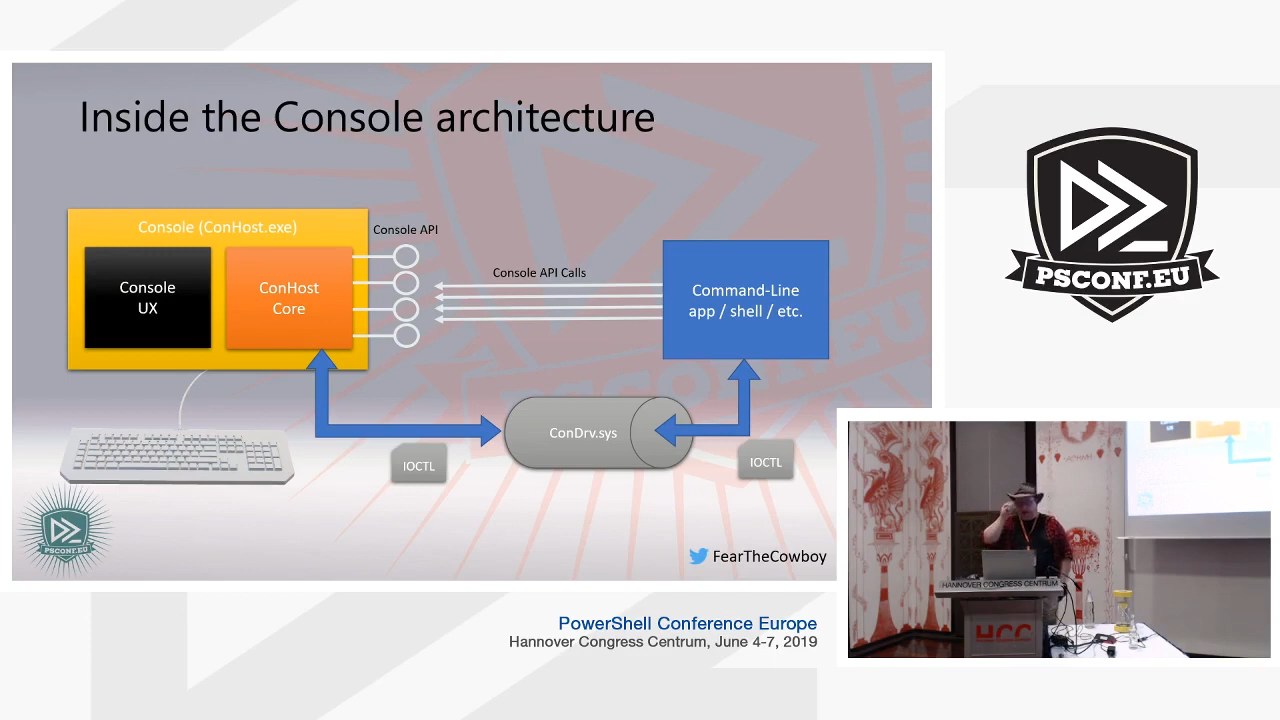 Inside the Console architecture
Console (ConHost.exe)
Console API
Console
UX
ConHost
Core
Console API Calls
Command-Line
app / shell / etc.
ConDrv.sys
IOCTL
IOCTL
PSCONF.EU
FearTheCowboy
PSCONF.EU
PSCONF.EU
HANNOVER CONGRESS CENTRUM
HCC
PowerShell Conference Europe
Hannover Congress Centrum, June 4-7, 2019